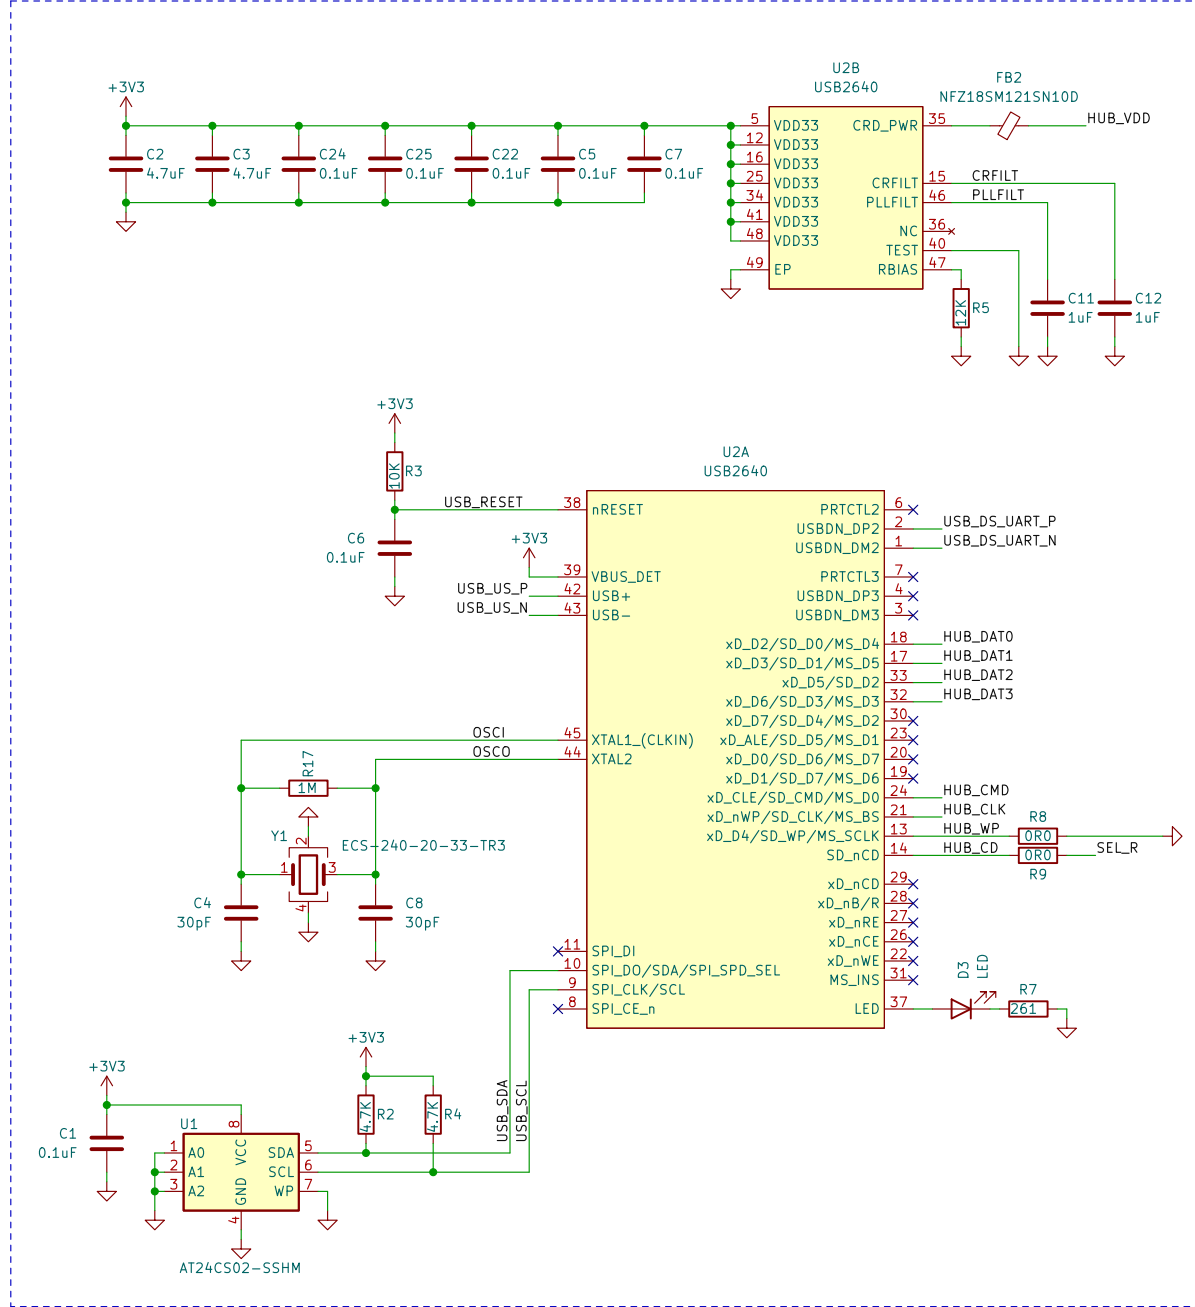 +3V3
C2
4.7uF
C3
4.7uF
C24
0.1uF
C25
0.1uF
C22
0.1uF
C5
0.1uF
C7
0.1uF
U2B
USB2640
5 VDD33
12 VDD33
16 VDD33
25 VDD33
34 VDD33
41 VDD33
48 VDD33
49 EP
CRD_PWR 35
CRFILT 15
PLLFILT 46
NC 36
TEST 40
RBIAS 47
FB2
NFZ18SM121SN10D
HUB_VDD
CRFILT
PLLFILT
12K R5
C11
1uF
C12
1uF
+3V3
10K R3
USB_RESET
C6
0.1uF
+3V3
USB_US_P
USB_US_N
U2A
USB2640
38 nRESET
39 VBUS_DET
42 USB+
43 USB-
45 XTAL1_(CLKIN)
44 XTAL2
11 SPI_DI
10 SPI_DO/SDA/SPI_SPD_SEL
9 SPI_CLK/SCL
8 SPI_CE_n
PRTCTL2 6
USBDN_DP2 2 USB_DS_UART_P
USBDN_DM2 1 USB_DS_UART_N
PRTCTL3 7
USBDN_DP3 4
USBDN_DM3 3
xD_D2/SD_D0/MS_D4 18 HUB_DAT0
xD_D3/SD_D1/MS_D5 17 HUB_DAT1
xD_D5/SD_D2 33 HUB_DAT2
xD_D6/SD_D3/MS_D3 32 HUB_DAT3
xD_D7/SD_D4/MS_D2 30
xD_ALE/SD_D5/MS_D1 23
xD_D0/SD_D6/MS_D7 20
xD_D1/SD_D7/MS_D6 19
xD_CLE/SD_CMD/MS_D0 24 HUB_CMD
xD_nWP/SD_CLK/MS_BS 21 HUB_CLK
xD_D4/SD_WP/MS_SCLK 13 HUB_WP
SD_nCD 14 HUB_CD
xD_nCD 29
xD_nB/R 28
xD_nRE 27
xD_nCE 26
xD_nWE 22
MS_INS 31
LED 37
R8
0R0
0R0
R9
SEL_R
D3
LED
R7
261
OSCI
OSCO
R17
1M
Y1
ECS-240-20-33-TR3
2
1
3
4
C4
30pF
C8
30pF
+3V3
4.7K R2
4.7K R4
USB_SDA
USB_SCL
+3V3
C1
0.1uF
U1
8
VCC
1 A0
2 A1
3 A2
SDA 5
SCL 6
WP 7
GND
4
AT24CS02-SSHM